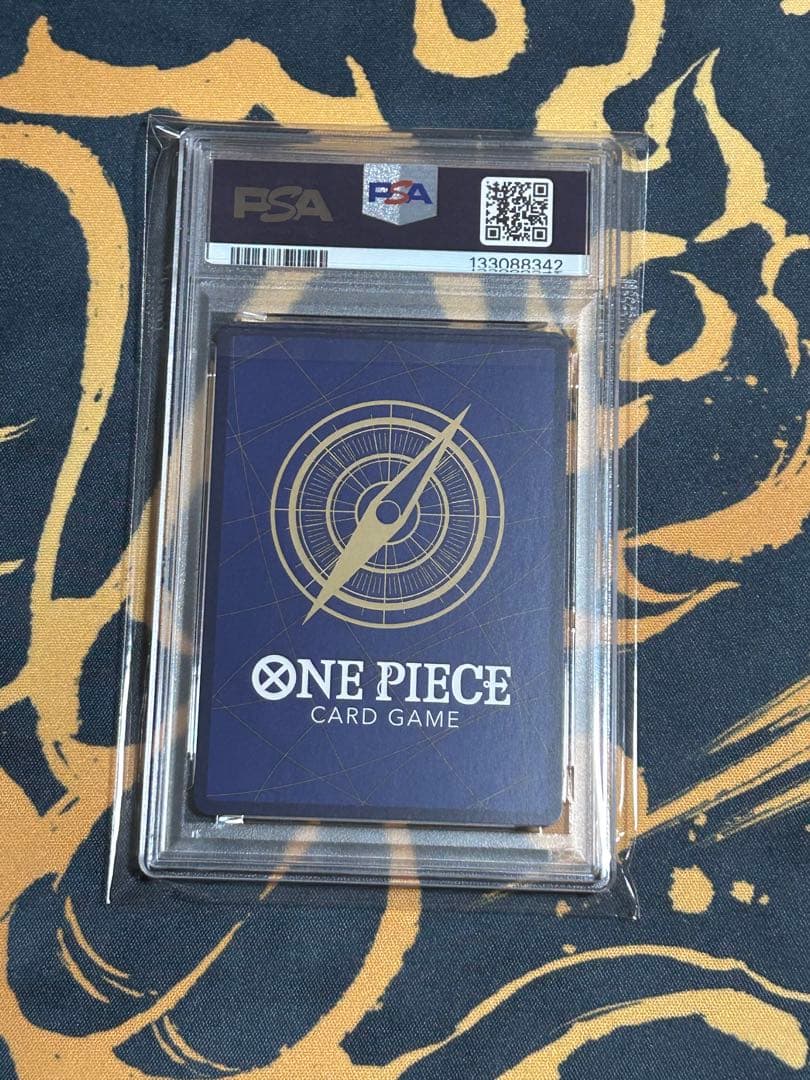 PSA
PSA
133088342
ONE PIECE
CARD GAME